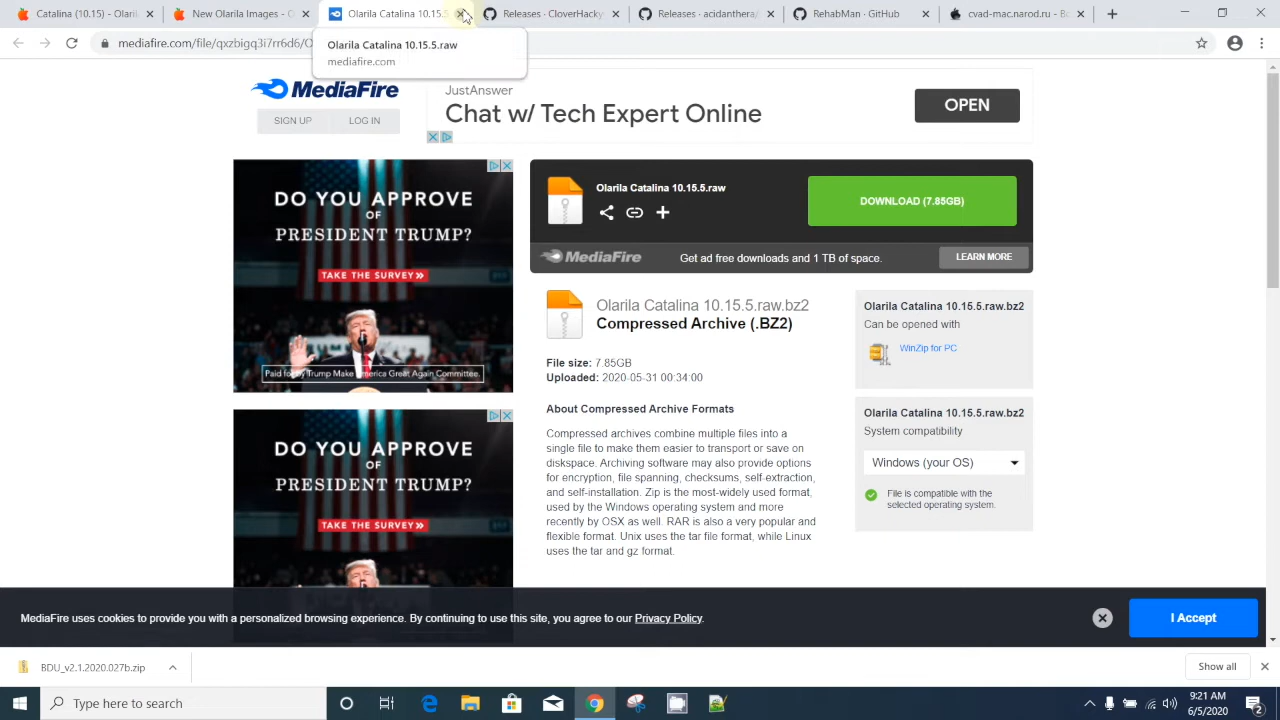 Catalina 10.15.5 Olarila
New Olarila Images -
Olarila Catalina 10.15.5
Releases · CloverHack
Releases · acidanthera,
RehabMan · GitHub
cvad-macnerd - Bo
mediafire.com/file/qxzbigq3i7rr6d6/O
Olarila Catalina 10.15.5.raw
mediafire.com
MediaFire
SIGN UP
LOG IN
JustAnswer
Chat w/ Tech Expert Online
OPEN
DO YOU APPROVE
OF
PRESIDENT TRUMP?
TAKE THE SURVEY
Paid for by Trump Make America Great Again Committee.
DO YOU APPROVE
OF
PRESIDENT TRUMP?
TAKE THE SURVEY
Olarila Catalina 10.15.5.raw
DOWNLOAD (7.85GB)
MediaFire
Get ad free downloads and 1 TB of space.
LEARN MORE
Olarila Catalina 10.15.5.raw.bz2
Compressed Archive (.BZ2)
File size: 7.85GB
Uploaded: 2020-05-31 00:34:00
About Compressed Archive Formats
Compressed archives combine multiple files into a
single file to make them easier to transport or save on
diskspace. Archiving software may also provide options
for encryption, file spanning, checksums, self-extraction,
and self-installation. Zip is the most-widely used format,
used by the Windows operating system and more
recently by OSX as well. RAR is also a very popular and
flexible format. Unix uses the tar file format, while Linux
uses the tar and gz format.
Olarila Catalina 10.15.5.raw.bz2
Can be opened with
WinZip for PC
Olarila Catalina 10.15.5.raw.bz2
System compatibility
Windows (your OS)
File is compatible with the
selected operating system.
MediaFire uses cookies to provide you with a personalized browsing experience. By continuing to use this site, you agree to our Privacy Policy.
I Accept
BDU_v2.1.2020.027b.zip
Show all
Type here to search
9:21 AM
6/5/2020
2